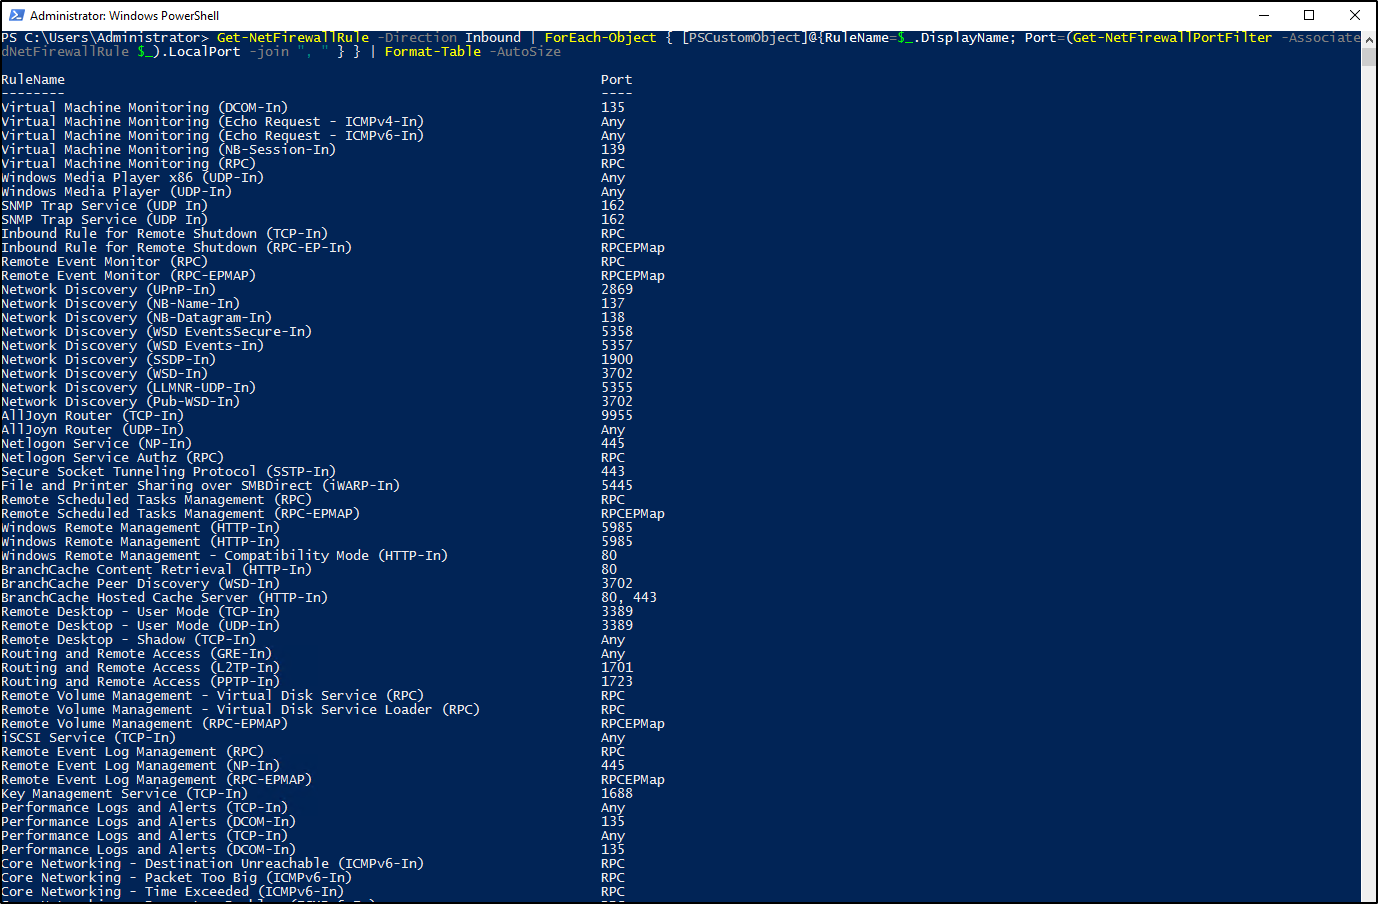 Administrator: Windows PowerShell
PS C:\Users\Administrator> Get-NetFirewallRule -Direction Inbound | ForEach-Object { [PSCustomObject]@{RuleName=$_.DisplayName; Port=(Get-NetFirewallPortFilter -Associate
dNetFirewallRule $_).LocalPort -join ", " } } | Format-Table -AutoSize
RuleName Port
-------- ----
Virtual Machine Monitoring (DCOM-In) 135
Virtual Machine Monitoring (Echo Request - ICMPv4-In) Any
Virtual Machine Monitoring (Echo Request - ICMPv6-In) Any
Virtual Machine Monitoring (NB-Session-In) 139
Virtual Machine Monitoring (RPC) RPC
Windows Media Player x86 (UDP-In) Any
Windows Media Player (UDP-In) Any
SNMP Trap Service (UDP In) 162
SNMP Trap Service (UDP In) 162
Inbound Rule for Remote Shutdown (TCP-In) RPC
Inbound Rule for Remote Shutdown (RPC-EP-In) RPCEPMap
Remote Event Monitor (RPC) RPC
Remote Event Monitor (RPC-EPMAP) RPCEPMap
Network Discovery (UPnP-In) 2869
Network Discovery (NB-Name-In) 137
Network Discovery (NB-Datagram-In) 138
Network Discovery (WSD EventsSecure-In) 5358
Network Discovery (WSD Events-In) 5357
Network Discovery (SSDP-In) 1900
Network Discovery (WSD-In) 3702
Network Discovery (LLMNR-UDP-In) 5355
Network Discovery (Pub-WSD-In) 3702
AllJoyn Router (TCP-In) 9955
AllJoyn Router (UDP-In) Any
Netlogon Service (NP-In) 445
Netlogon Service Authz (RPC) RPC
Secure Socket Tunneling Protocol (SSTP-In) 443
File and Printer Sharing over SMBDirect (iWARP-In) 5445
Remote Scheduled Tasks Management (RPC) RPC
Remote Scheduled Tasks Management (RPC-EPMAP) RPCEPMap
Windows Remote Management (HTTP-In) 5985
Windows Remote Management (HTTP-In) 5985
Windows Remote Management - Compatibility Mode (HTTP-In) 80
BranchCache Content Retrieval (HTTP-In) 80
BranchCache Peer Discovery (WSD-In) 3702
BranchCache Hosted Cache Server (HTTP-In) 80, 443
Remote Desktop - User Mode (TCP-In) 3389
Remote Desktop - User Mode (UDP-In) 3389
Remote Desktop - Shadow (TCP-In) Any
Routing and Remote Access (GRE-In) Any
Routing and Remote Access (L2TP-In) 1701
Routing and Remote Access (PPTP-In) 1723
Remote Volume Management - Virtual Disk Service (RPC) RPC
Remote Volume Management - Virtual Disk Service Loader (RPC) RPC
Remote Volume Management (RPC-EPMAP) RPCEPMap
iSCSI Service (TCP-In) Any
Remote Event Log Management (RPC) RPC
Remote Event Log Management (NP-In) 445
Remote Event Log Management (RPC-EPMAP) RPCEPMap
Key Management Service (TCP-In) 1688
Performance Logs and Alerts (TCP-In) Any
Performance Logs and Alerts (DCOM-In) 135
Performance Logs and Alerts (TCP-In) Any
Performance Logs and Alerts (DCOM-In) 135
Core Networking - Destination Unreachable (ICMPv6-In) RPC
Core Networking - Packet Too Big (ICMPv6-In) RPC
Core Networking - Time Exceeded (ICMPv6-In) RPC